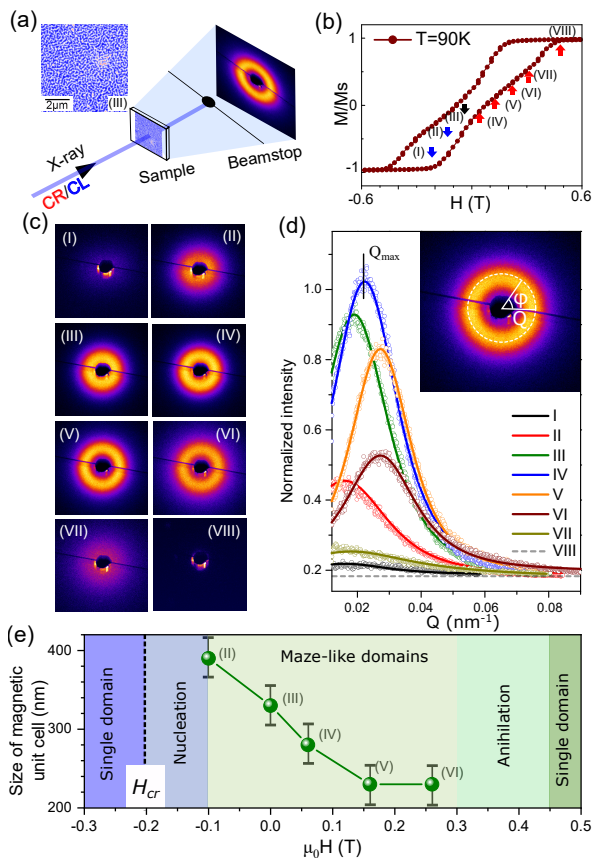 (a)
(III)
2μm
X-ray
CR/CL
Sample
Beamstop
(b)
T=90K
M/Ms
1
0
-1
(I)
(II)
(III)
(IV)
(V)
(VI)
(VII)
(VIII)
-0.6
H (T)
0.6
(c)
(I)
(II)
(III)
(IV)
(V)
(VI)
(VII)
(VIII)
(d)
Qmax
φ
Q
Normalized intensity
1.0
0.8
0.6
0.4
0.2
I
II
III
IV
V
VI
VII
VIII
0.02 0.04 0.06 0.08
Q (nm⁻¹)
(e)
Size of magnetic
unit cell (nm)
400
300
200
Single domain
Hcr
Nucleation
Maze-like domains
Anihilation
Single domain
(II)
(III)
(IV)
(V)
(VI)
-0.3 -0.2 -0.1 0.0 0.1 0.2 0.3 0.4 0.5
μ₀H (T)